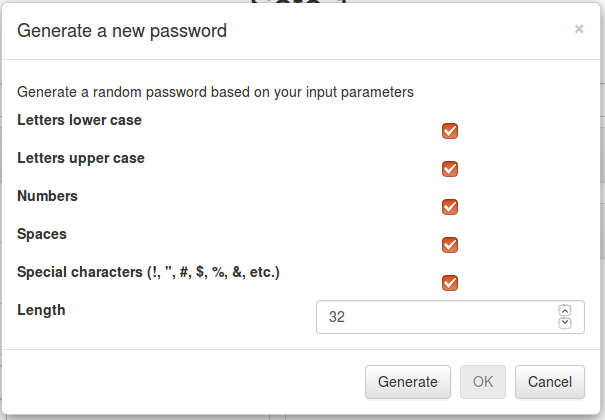 Generate a new password
×
Generate a random password based on your input parameters
Letters lower case
Letters upper case
Numbers
Spaces
Special characters (!, ", #, $, %, &, etc.)
Length
32
Generate OK Cancel